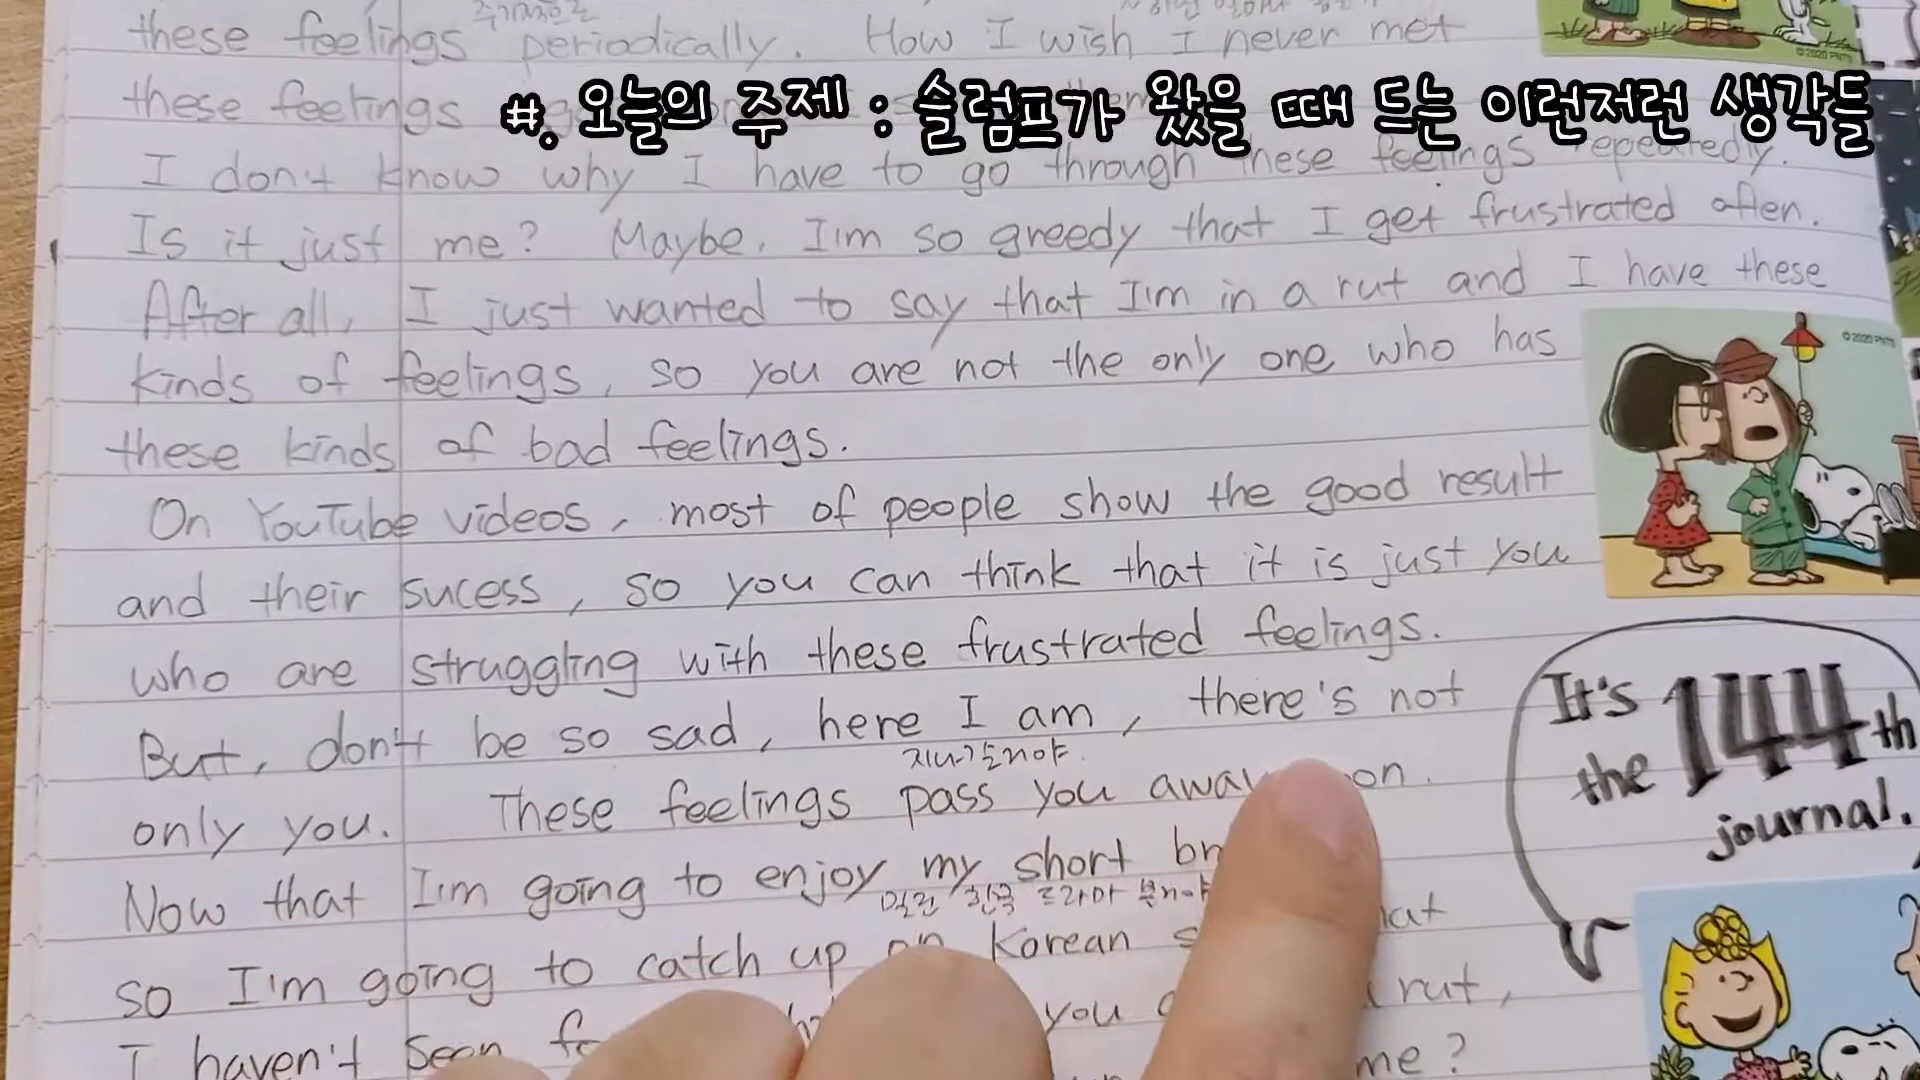 these feelings periodically. How I wish I never met
these feelings
#. 오늘의 주제 : 슬럼프가 왔을 때 드는 이런저런 생각들
I don't know why I have to go through these feelings repeatedly.
Is it just me? Maybe, I'm so greedy that I get frustrated often.
After all, I just wanted to say that I'm in a rut and I have these
kinds of feelings, so you are not the only one who has
these kinds of bad feelings.
On YouTube videos, most of people show the good result
and their sucess, so you can think that it is just you
who are struggling with these frustrated feelings.
But, don't be so sad, here I am, there's not
지나갈거야.
only you. These feelings pass you away
Now that I'm going to enjoy my short
밀린 한국 드라마 볼거야
so I'm going to catch up on Korean
you rut,
I haven't seen me?
© 2020 PNTS
© 2020 PNTS
It's
the 144th
journal.